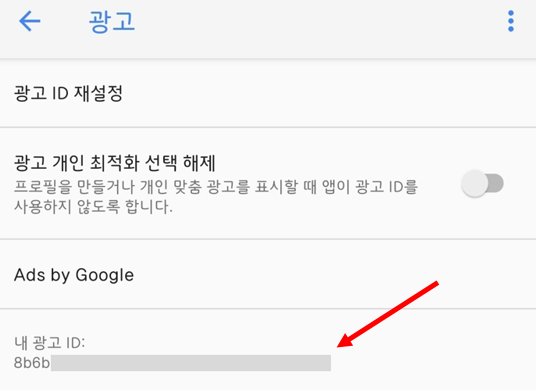 광고
광고 ID 재설정
광고 개인 최적화 선택 해제
프로필을 만들거나 개인 맞춤 광고를 표시할 때 앱이 광고 ID를
사용하지 않도록 합니다.
Ads by Google
내 광고 ID:
8b6b